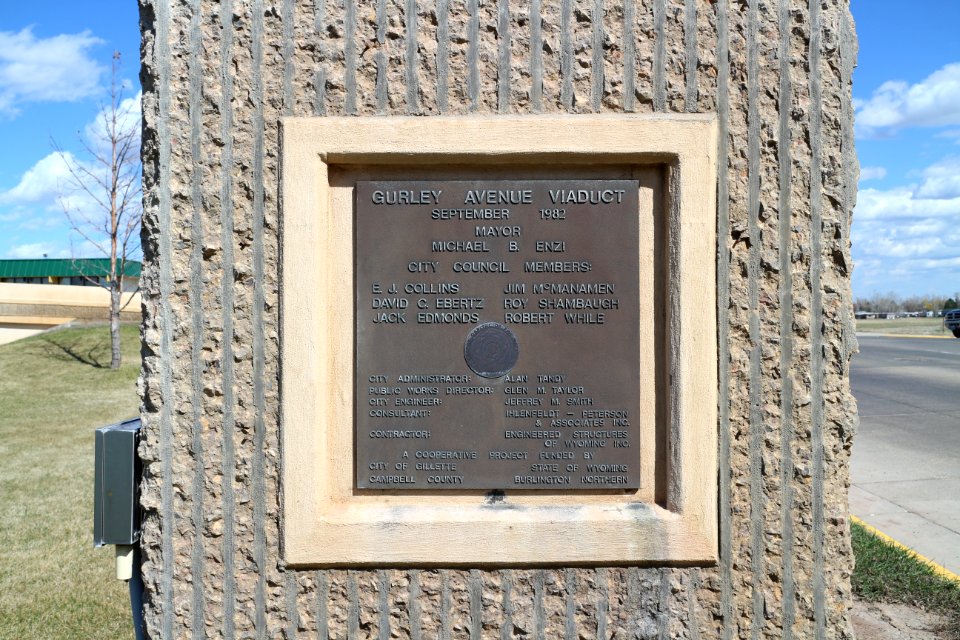 GURLEY AVENUE VIADUCT
SEPTEMBER 1982
MAYOR
MICHAEL B. ENZI
CITY COUNCIL MEMBERS:
E. J. COLLINS JIM McMANAMEN
DAVID C. EBERTZ ROY SHAMBAUGH
JACK EDMONDS ROBERT WHILE
CITY ADMINISTRATOR: ALAN TANDY
PUBLIC WORKS DIRECTOR: GLEN M. TAYLOR
CITY ENGINEER: JEFFREY M. SMITH
CONSULTANT: IHLENFELDT – PETERSON
& ASSOCIATES INC.
CONTRACTOR: ENGINEERED STRUCTURES
OF WYOMING INC.
A COOPERATIVE PROJECT FUNDED BY
CITY OF GILLETTE STATE OF WYOMING
CAMPBELL COUNTY BURLINGTON NORTHERN